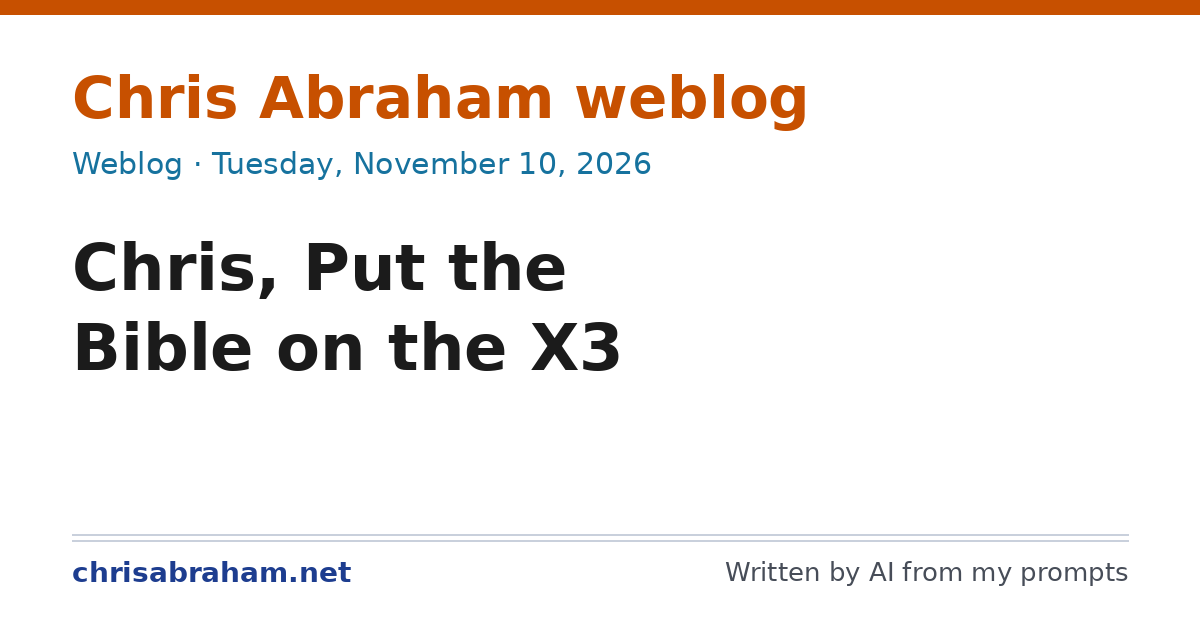 Chris Abraham weblog
Weblog · Tuesday, November 10, 2026
Chris, Put the
Bible on the X3
chrisabraham.net
Written by AI from my prompts